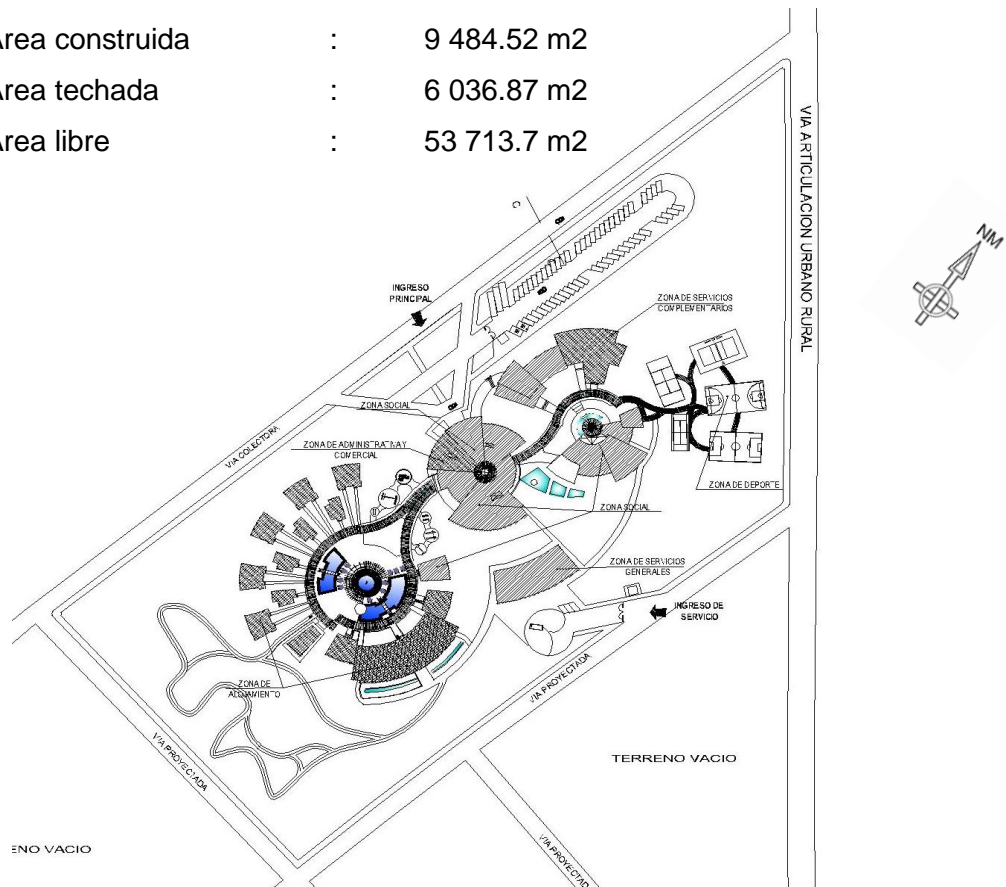 Area construida : 9 484.52 m2
Area techada : 6 036.87 m2
Area libre : 53 713.7 m2
VIA ARTICULACION URBANO RURAL
NM
INGRESO
PRINCIPAL
ZONA DE SERVICIOS
COMPLEMENTARIOS
ZONA SOCIAL
ZONA DE ADMINISTRATIVA Y
COMERCIAL
VIA COLECTORA
ZONA DE DEPORTE
ZONA SOCIAL
ZONA DE SERVICIOS
GENERALES
INGRESO DE
SERVICIO
ZONA DE
ALOJAMIENTO
VIA PROYECTADA
VIA PROYECTADA
TERRENO VACIO
ENO VACIO
VIA PROYECTAD